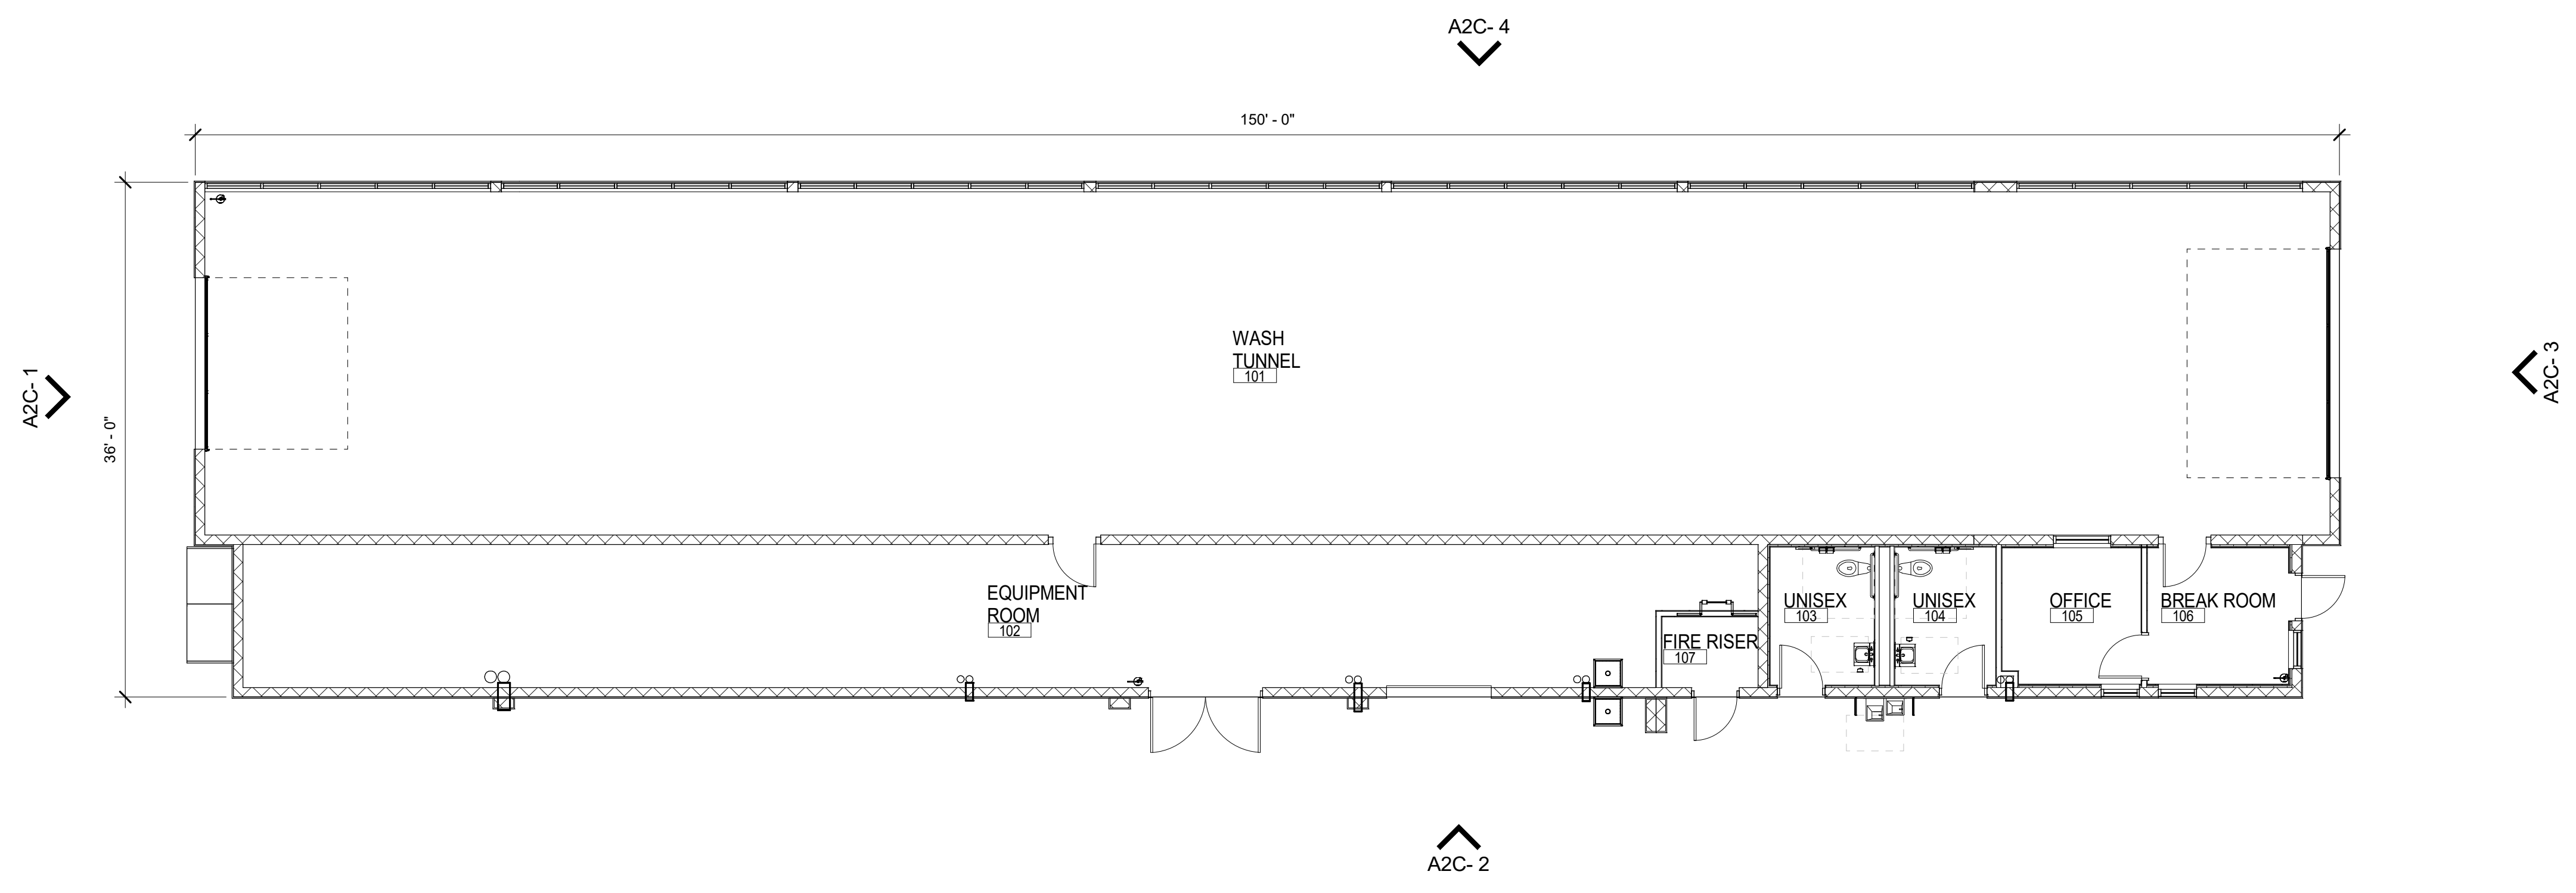 A2C- 4
150' - 0"
A2C- 1
36' - 0"
WASH
TUNNEL
101
A2C- 3
EQUIPMENT
ROOM
102
FIRE RISER
107
UNISEX
103
UNISEX
104
OFFICE
105
BREAK ROOM
106
A2C- 2